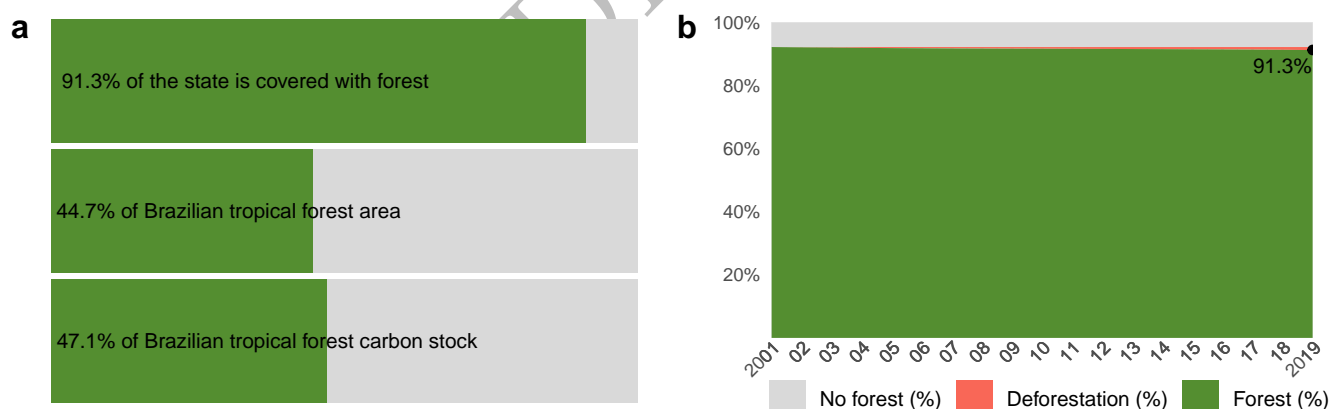 a
91.3% of the state is covered with forest
44.7% of Brazilian tropical forest area
47.1% of Brazilian tropical forest carbon stock
b
100%
80%
60%
40%
20%
91.3%
2001 02 03 04 05 06 07 08 09 10 11 12 13 14 15 16 17 18 2019
No forest (%) Deforestation (%) Forest (%)